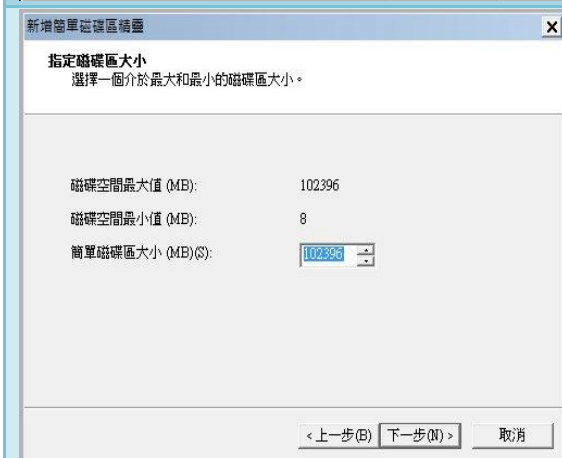 新增簡單磁碟區精靈
指定磁碟區大小
選擇一個介於最大和最小的磁碟區大小。
磁碟空間最大值 (MB): 102396
磁碟空間最小值 (MB): 8
簡單磁碟區大小 (MB)(S): 102396
<上一步(B) 下一步(N)> 取消